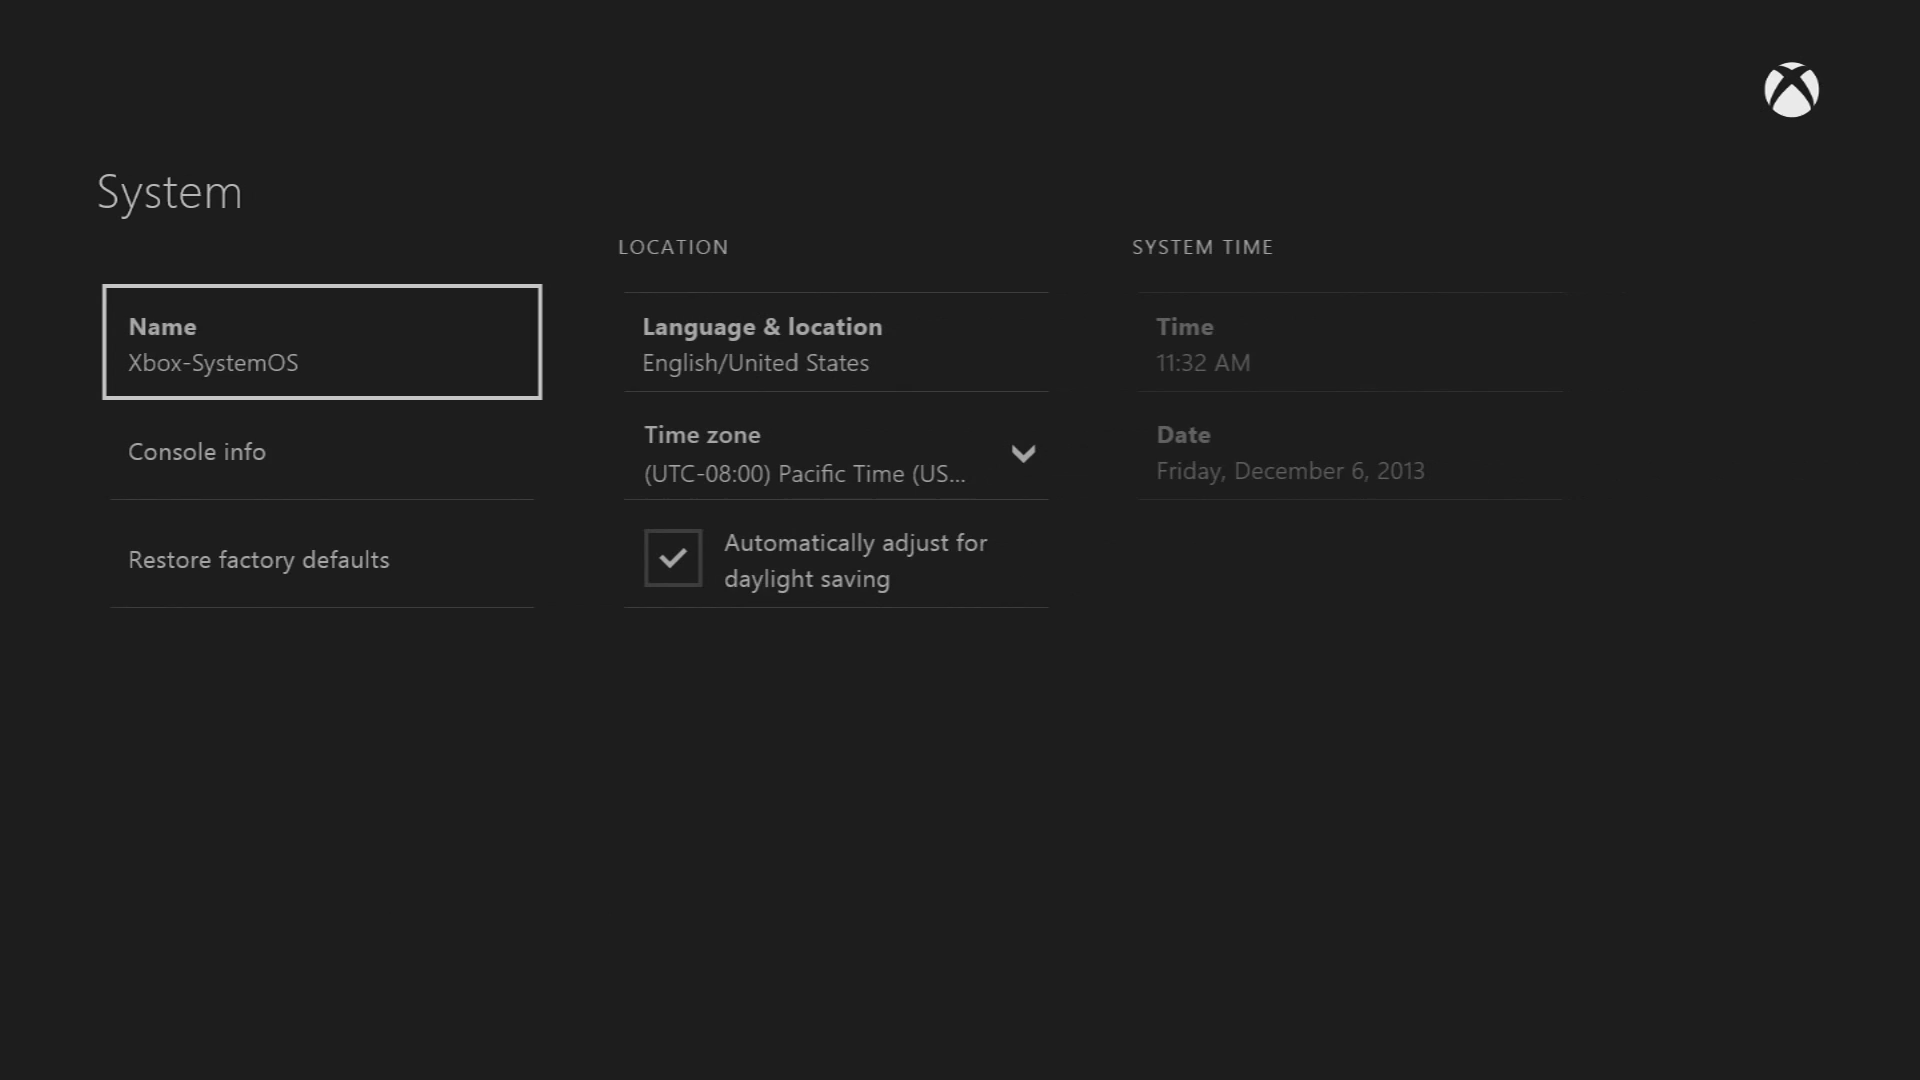 System
Name
Xbox-SystemOS
Console info
Restore factory defaults
LOCATION
Language & location
English/United States
Time zone
(UTC-08:00) Pacific Time (US...
Automatically adjust for
daylight saving
SYSTEM TIME
Time
11:32 AM
Date
Friday, December 6, 2013